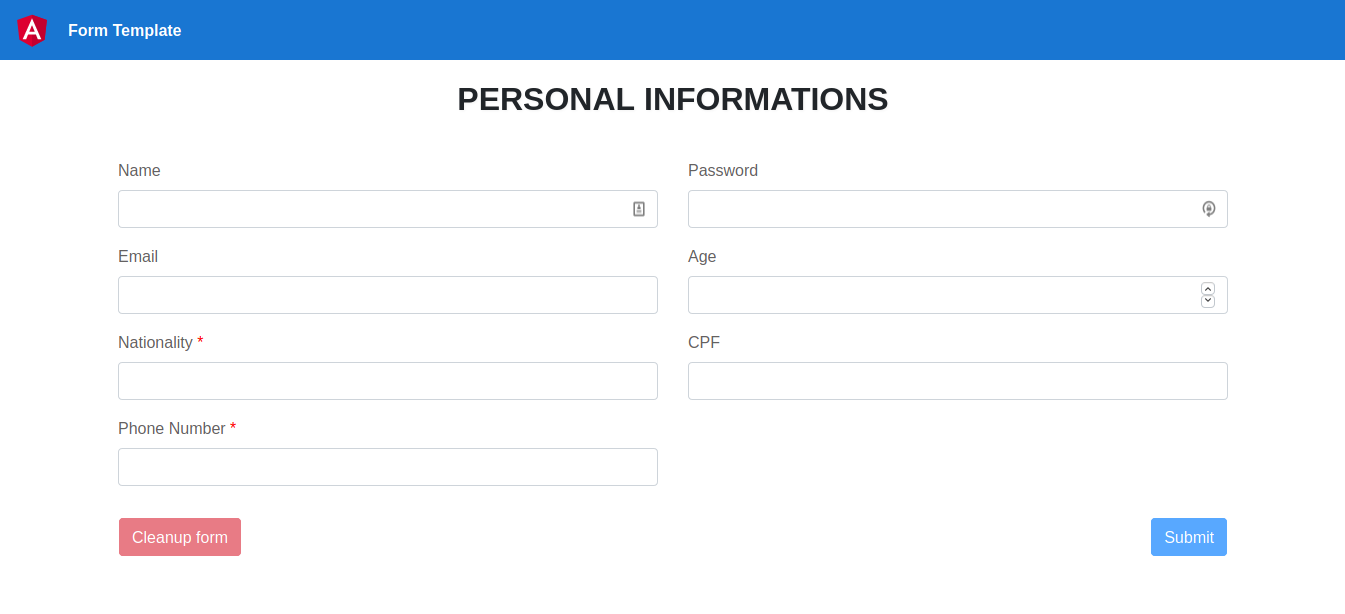 Form Template
PERSONAL INFORMATIONS
Name
Password
Email
Age
Nationality *
CPF
Phone Number *
Cleanup form
Submit